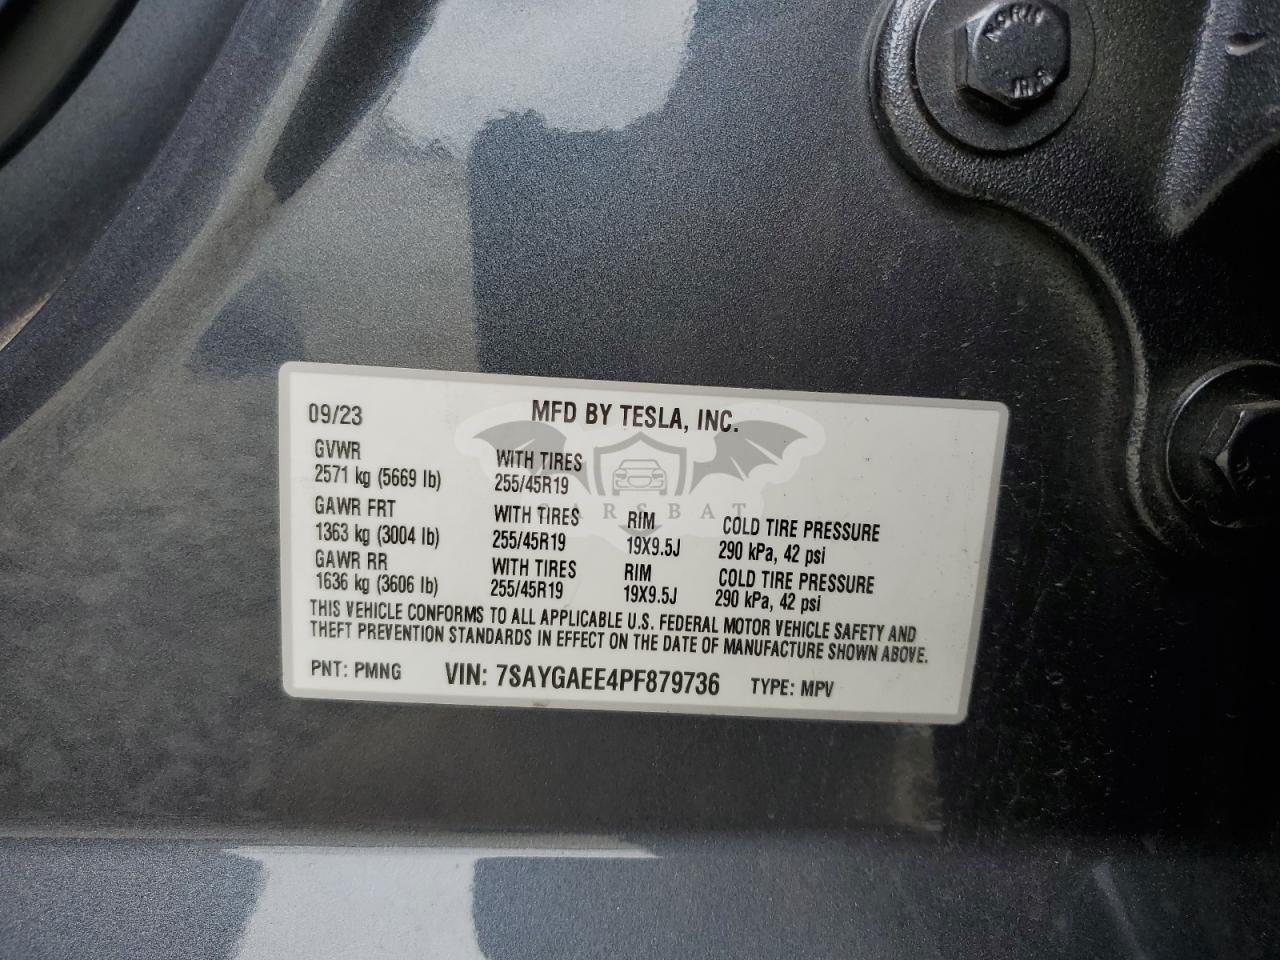 09/23 MFD BY TESLA, INC.
GVWR WITH TIRES
2571 kg (5669 lb) 255/45R19
GAWR FRT WITH TIRES RIM COLD TIRE PRESSURE
1363 kg (3004 lb) 255/45R19 19X9.5J 290 kPa, 42 psi
GAWR RR WITH TIRES RIM COLD TIRE PRESSURE
1636 kg (3606 lb) 255/45R19 19X9.5J 290 kPa, 42 psi
THIS VEHICLE CONFORMS TO ALL APPLICABLE U.S. FEDERAL MOTOR VEHICLE SAFETY AND
THEFT PREVENTION STANDARDS IN EFFECT ON THE DATE OF MANUFACTURE SHOWN ABOVE.
PNT: PMNG VIN: 7SAYGAEE4PF879736 TYPE: MPV